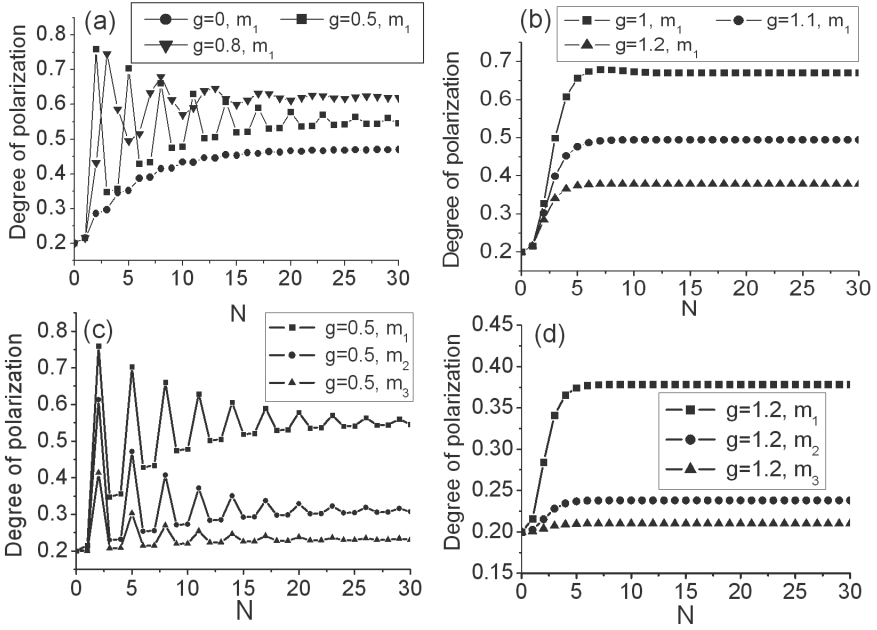 (a)
g=0, m1 g=0.5, m1
g=0.8, m1
Degree of polarization
0.8
0.7
0.6
0.5
0.4
0.3
0.2
0 5 10 15 20 25 30
N
(b)
g=1, m1 g=1.1, m1
g=1.2, m1
Degree of polarization
0.7
0.6
0.5
0.4
0.3
0.2
0 5 10 15 20 25 30
N
(c)
g=0.5, m1
g=0.5, m2
g=0.5, m3
Degree of polarization
0.8
0.7
0.6
0.5
0.4
0.3
0.2
0 5 10 15 20 25 30
N
(d)
g=1.2, m1
g=1.2, m2
g=1.2, m3
Degree of polarization
0.45
0.40
0.35
0.30
0.25
0.20
0.15
0 5 10 15 20 25 30
N